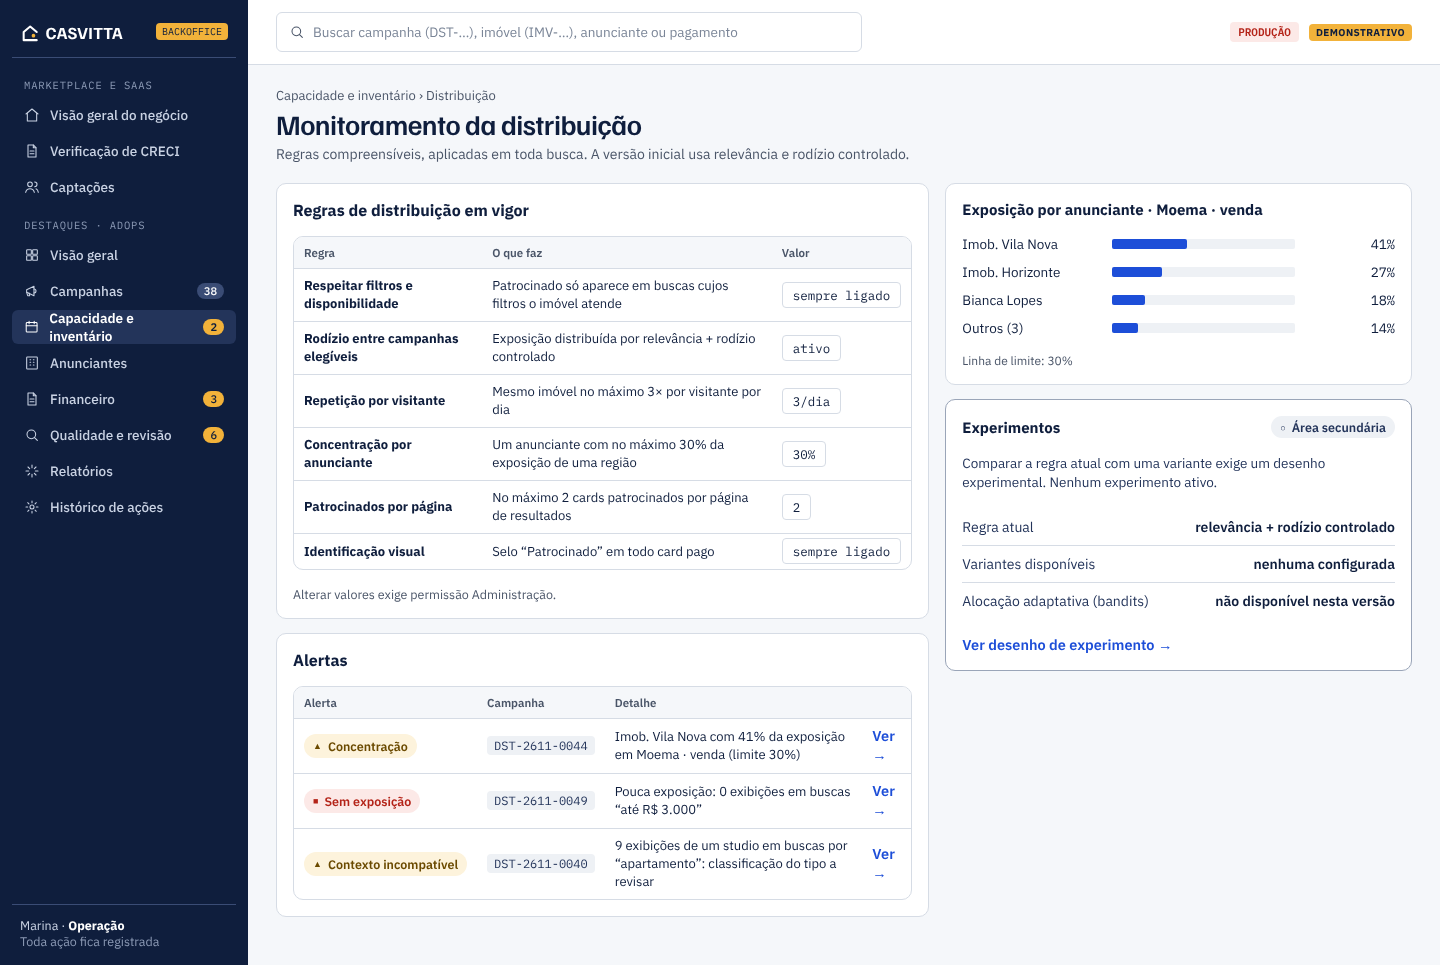 CASVITTA
BACKOFFICE
MARKETPLACE E SAAS
Visão geral do negócio
Verificação de CRECI
Captações
DESTAQUES · ADOPS
Visão geral
Campanhas 38
Capacidade e
inventário 2
Anunciantes
Financeiro 3
Qualidade e revisão 6
Relatórios
Histórico de ações
Marina · Operação
Toda ação fica registrada
Buscar campanha (DST-…), imóvel (IMV-…), anunciante ou pagamento
PRODUÇÃO DEMONSTRATIVO
Capacidade e inventário › Distribuição
Monitoramento da distribuição
Regras compreensíveis, aplicadas em toda busca. A versão inicial usa relevância e rodízio controlado.
Regras de distribuição em vigor
Regra O que faz Valor
Respeitar filtros e
disponibilidade
Patrocinado só aparece em buscas cujos
filtros o imóvel atende
sempre ligado
Rodízio entre campanhas
elegíveis
Exposição distribuída por relevância + rodízio
controlado
ativo
Repetição por visitante
Mesmo imóvel no máximo 3× por visitante por
dia
3/dia
Concentração por
anunciante
Um anunciante com no máximo 30% da
exposição de uma região
30%
Patrocinados por página
No máximo 2 cards patrocinados por página
de resultados
2
Identificação visual
Selo “Patrocinado” em todo card pago
sempre ligado
Alterar valores exige permissão Administração.
Alertas
Alerta Campanha Detalhe
▲ Concentração
DST-2611-0044
Imob. Vila Nova com 41% da exposição
em Moema · venda (limite 30%)
Ver
→
■ Sem exposição
DST-2611-0049
Pouca exposição: 0 exibições em buscas
“até R$ 3.000”
Ver
→
▲ Contexto incompatível
DST-2611-0040
9 exibições de um studio em buscas por
“apartamento”: classificação do tipo a
revisar
Ver
→
Exposição por anunciante · Moema · venda
Imob. Vila Nova 41%
Imob. Horizonte 27%
Bianca Lopes 18%
Outros (3) 14%
Linha de limite: 30%
Experimentos
○ Área secundária
Comparar a regra atual com uma variante exige um desenho
experimental. Nenhum experimento ativo.
Regra atual relevância + rodízio controlado
Variantes disponíveis nenhuma configurada
Alocação adaptativa (bandits) não disponível nesta versão
Ver desenho de experimento →